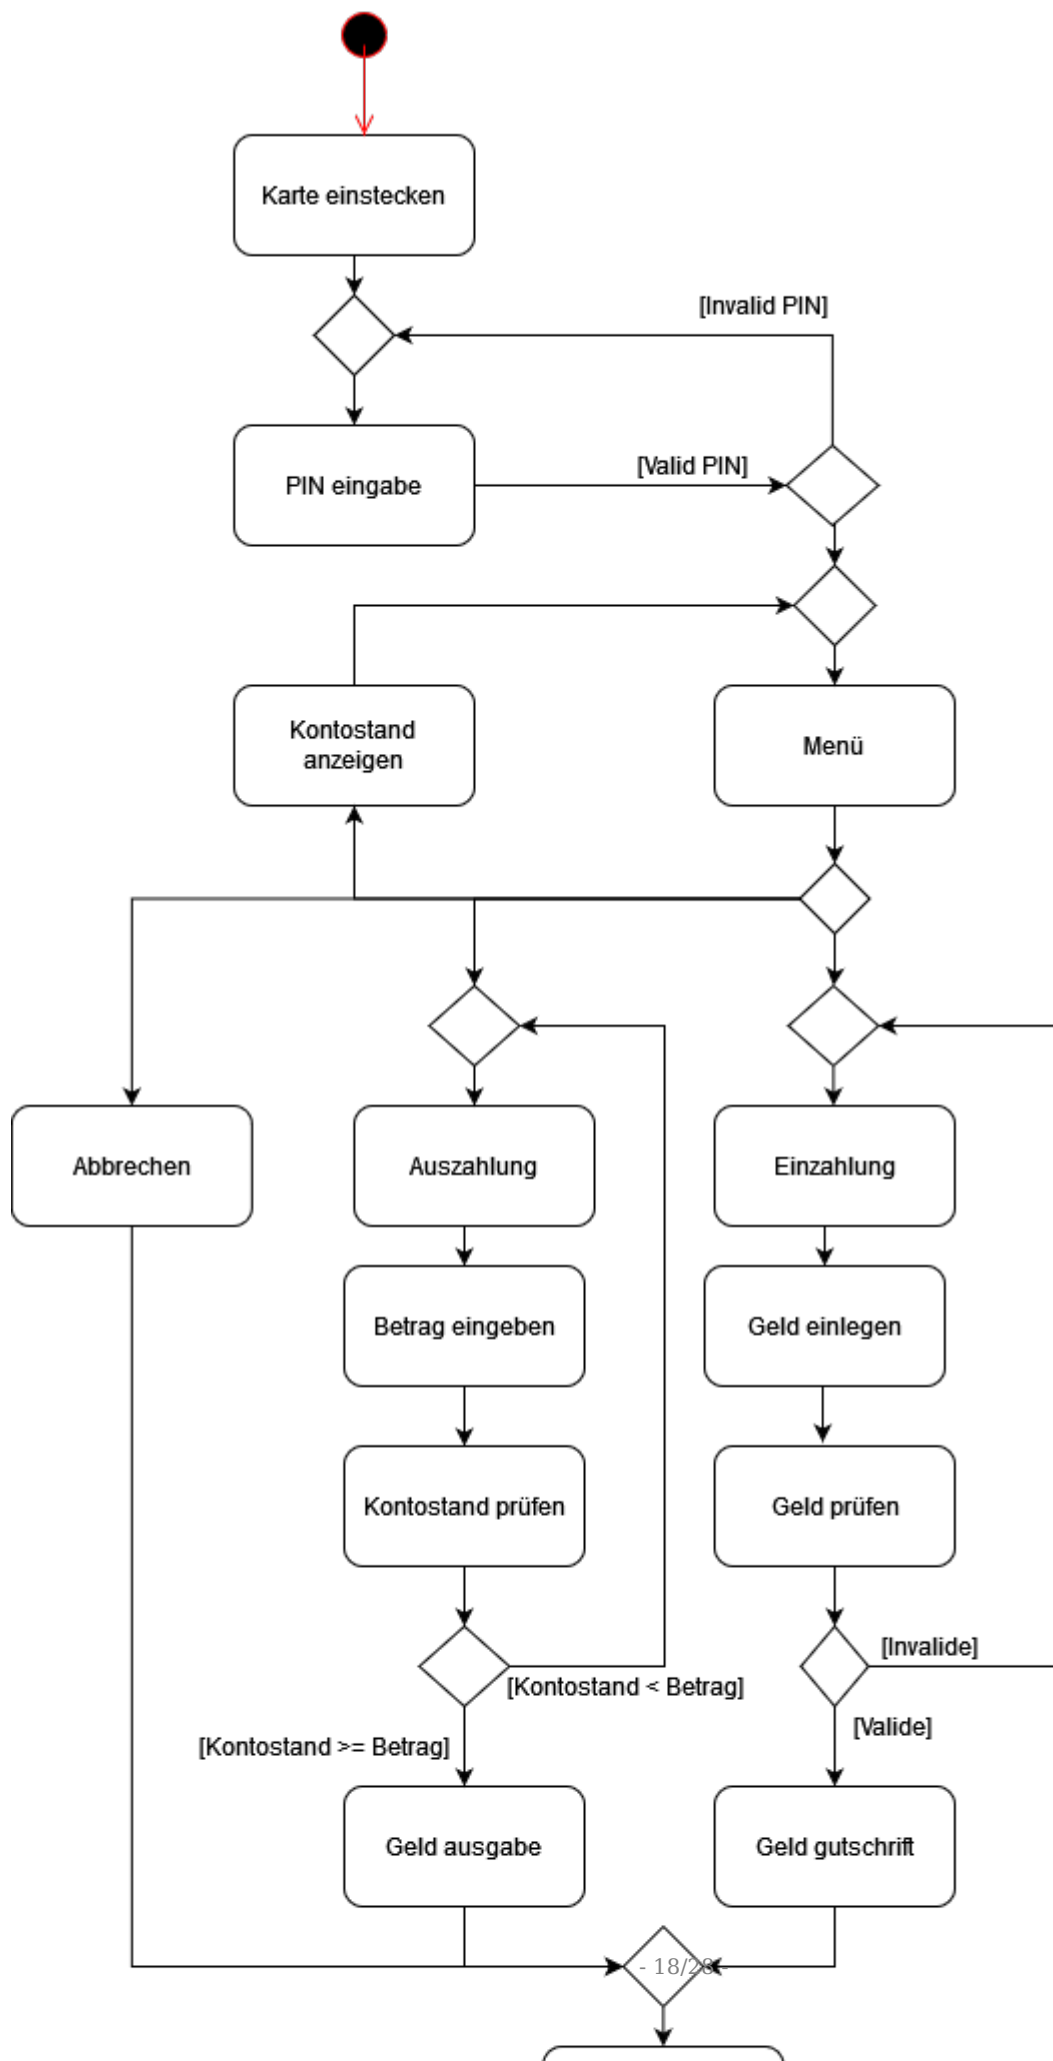 Karte einstecken
[Invalid PIN]
[Valid PIN]
PIN eingabe
Kontostand
anzeigen
Menü
Abbrechen
Auszahlung
Einzahlung
Betrag eingeben
Geld einlegen
Kontostand prüfen
Geld prüfen
[Invalide]
[Kontostand < Betrag]
[Valide]
[Kontostand >= Betrag]
Geld ausgabe
Geld gutschrift
- 18/28 -